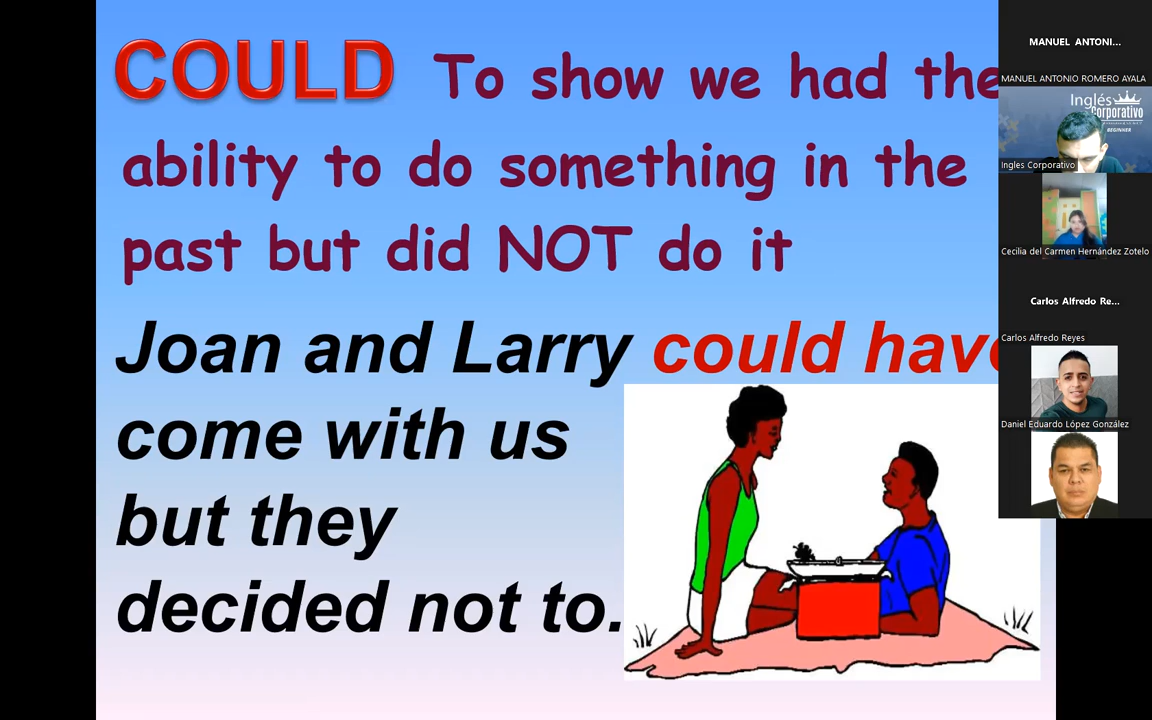 COULD To show we had the
ability to do something in the
past but did NOT do it
Joan and Larry could have
come with us
but they
decided not to.
MANUEL ANTONI...
MANUEL ANTONIO ROMERO AYALA
Inglés
Corporativo
BEGINNER
Ingles Corporativo
Cecilia del Carmen Hernández Zotelo
Carlos Alfredo Re...
Carlos Alfredo Reyes
Daniel Eduardo López González